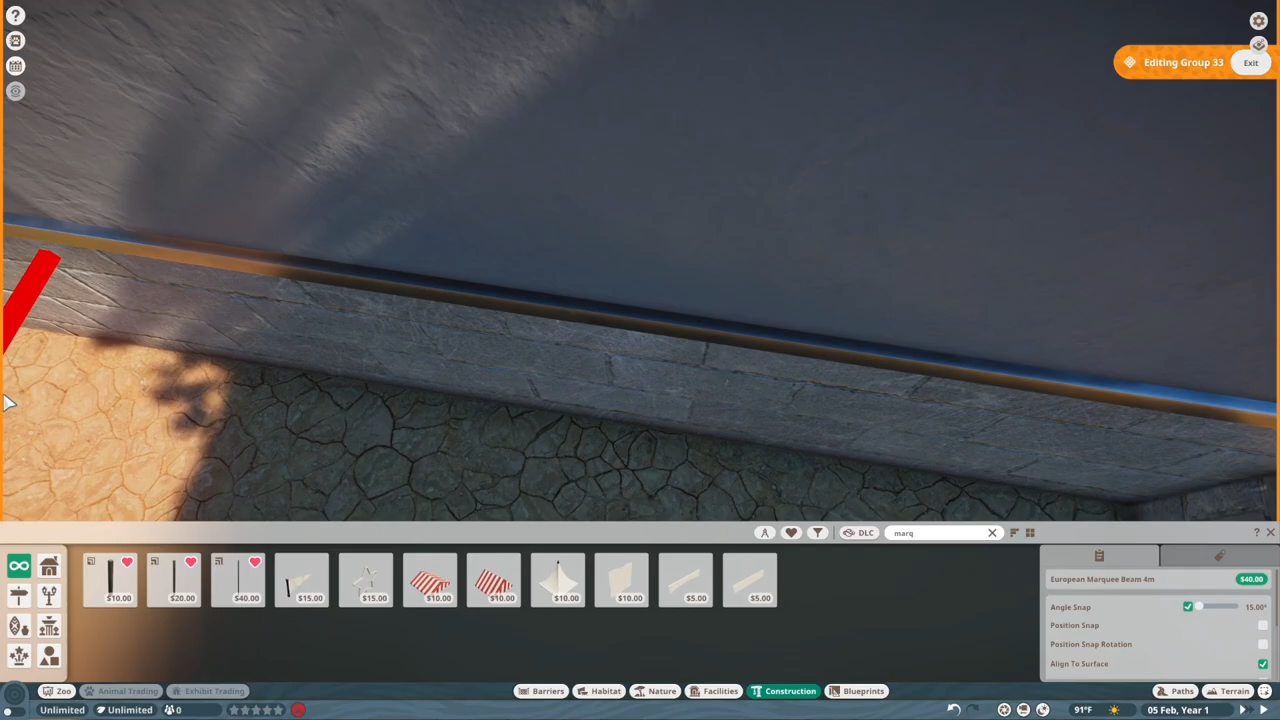 ?
Editing Group 33
Exit
DLC
marq
?
$10.00
$20.00
$40.00
$15.00
$15.00
$10.00
$10.00
$10.00
$10.00
$5.00
$5.00
European Marquee Beam 4m
$40.00
Angle Snap
15.00°
Position Snap
Position Snap Rotation
Align To Surface
Zoo
Animal Trading
Exhibit Trading
Barriers
Habitat
Nature
Facilities
Construction
Blueprints
Paths
Terrain
Unlimited
Unlimited
0
91°F
05 Feb, Year 1